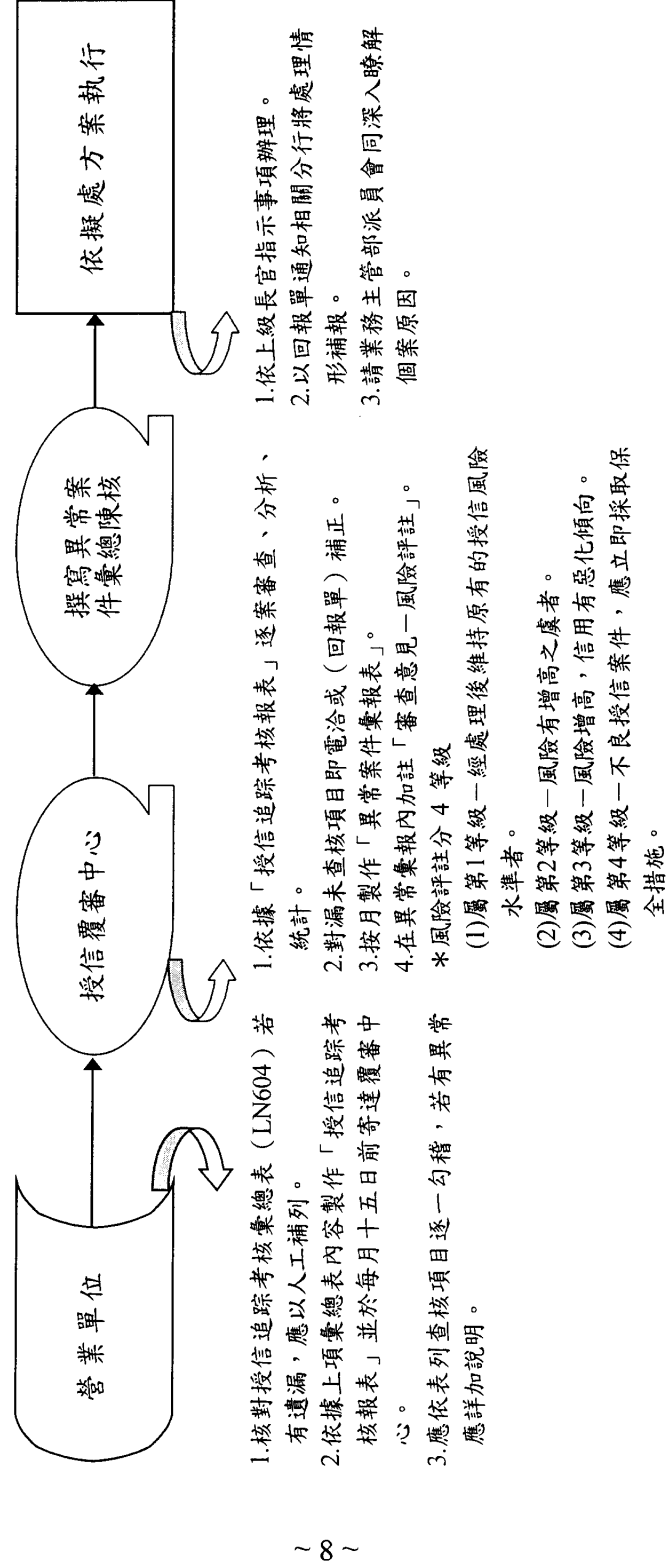 營業單位
1.核對授信追踪考核彙總表（LN604）若
有遺漏，應以人工補列。
2.依據上項彙總表內容製作「授信追踪考
核報表」並於每月十五日前寄達覆審中
心。
3.應依表列查核項目逐一勾稽，若有異常
應詳加說明。
授信覆審中心
1.依據「授信追踪考核報表」逐案審查、分析、
統計。
2.對漏未查核項目即電洽或（回報單）補正。
3.按月製作「異常案件彙報表」。
4.在異常彙報內加註「審查意見－風險評註」。
＊風險評註分 4 等級
(1)屬第1等級－經處理後維持原有的授信風險
水準者。
(2)屬第2等級－風險有增高之虞者。
(3)屬第3等級－風險增高，信用有惡化傾向。
(4)屬第4等級－不良授信案件，應立即採取保
全措施。
撰寫異常案
件彙總陳核
依擬處方案執行
1.依上級長官指示事項辦理。
2.以回報單通知相關分行將處理情
形補報。
3.請業務主管部派員會同深入瞭解
個案原因。
~ 8 ~